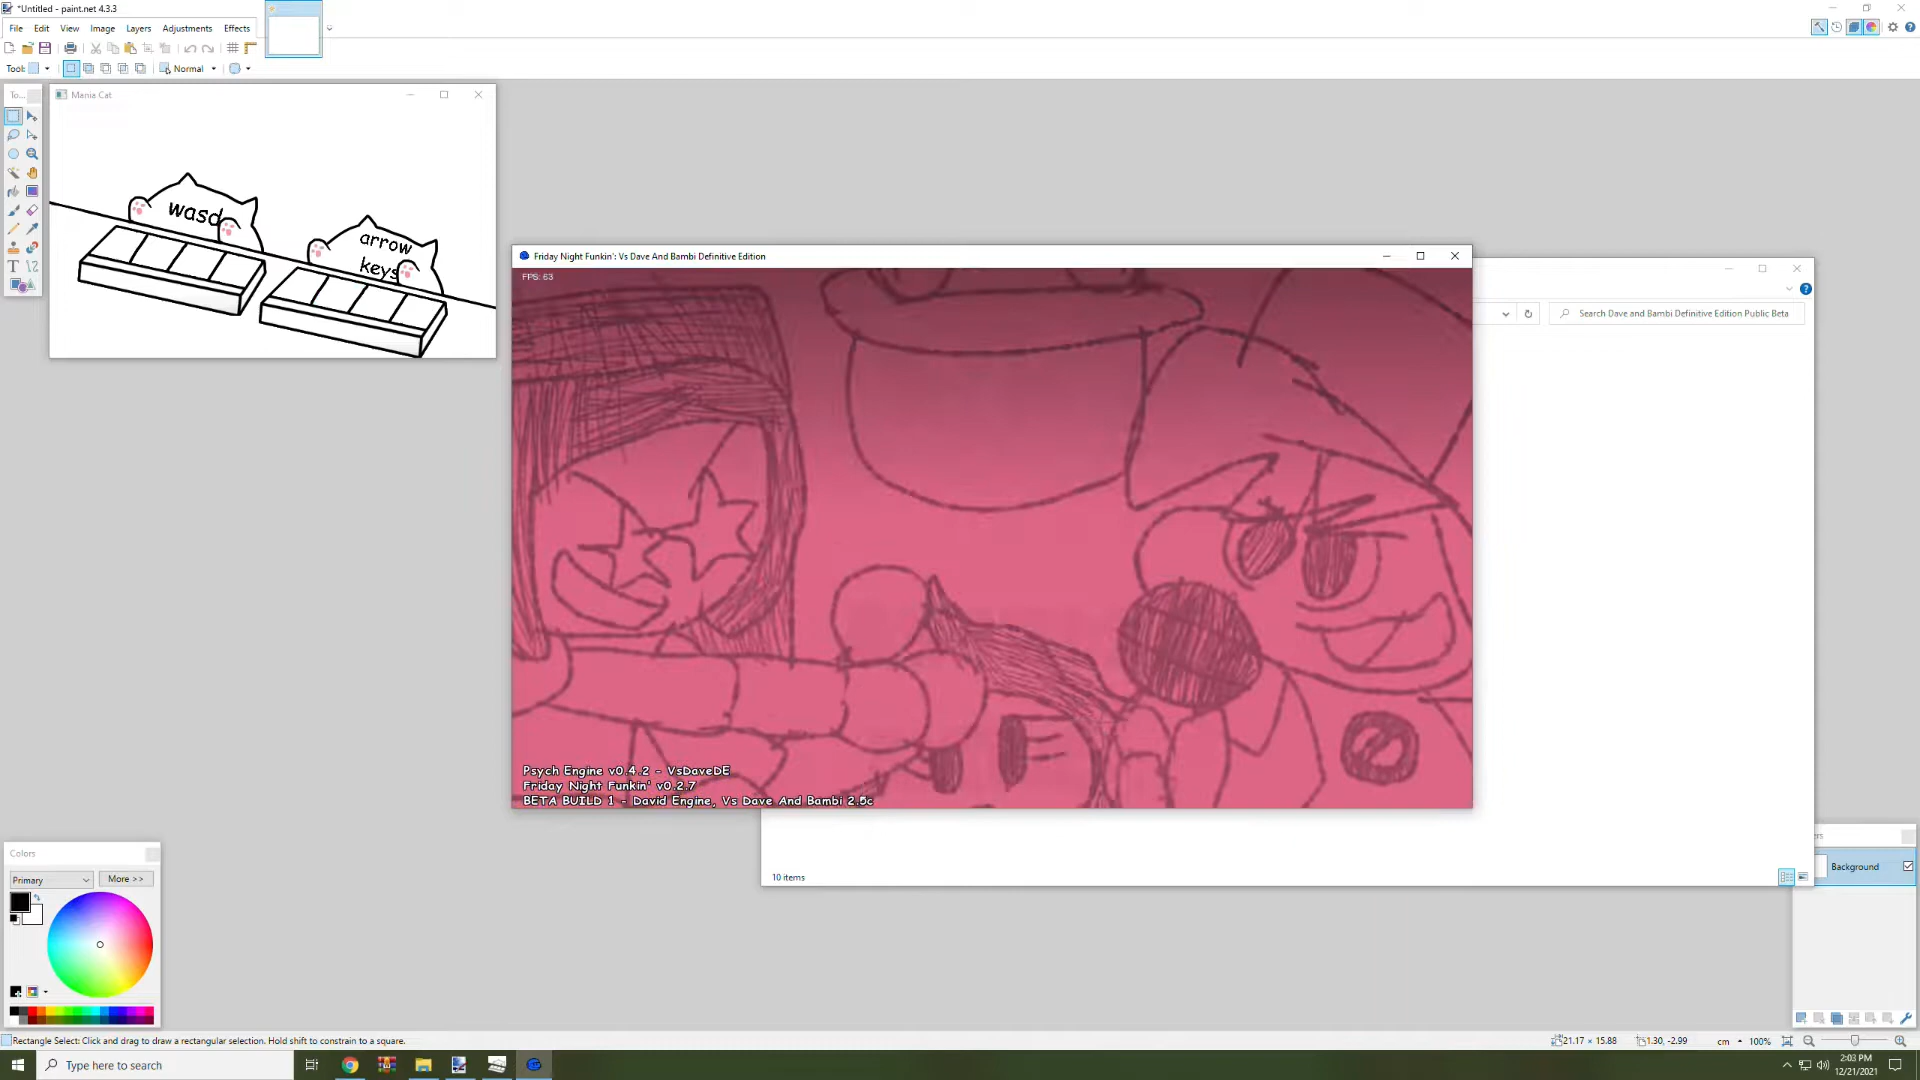 *Untitled - paint.net 4.3.3
File Edit View Image Layers Adjustments Effects
Tool:
Normal
To...
Mania Cat
wasd
arrow
keys
Friday Night Funkin': Vs Dave And Bambi Definitive Edition
FPS: 63
Search Dave and Bambi Definitive Edition Public Beta
Psych Engine v0.4.2 - VsDaveDE
Friday Night Funkin' v0.2.7
BETA BUILD 1 - David Engine, Vs Dave And Bambi 2.5c
10 items
Colors
Primary
More >>
ers
Background
Rectangle Select: Click and drag to draw a rectangular selection. Hold shift to constrain to a square.
21.17 × 15.88
1.30, -2.99
cm
100%
Type here to search
2:03 PM
12/21/2021